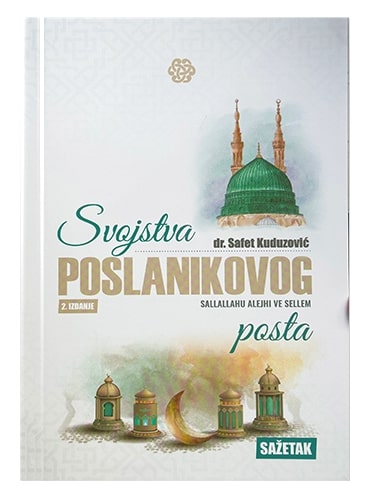 Svojstva
dr. Safet Kuduzović
POSLANIKOVOG
2. IZDANJE
SALLALLAHU ALEJHI VE SELLEM
posta
SAŽETAK